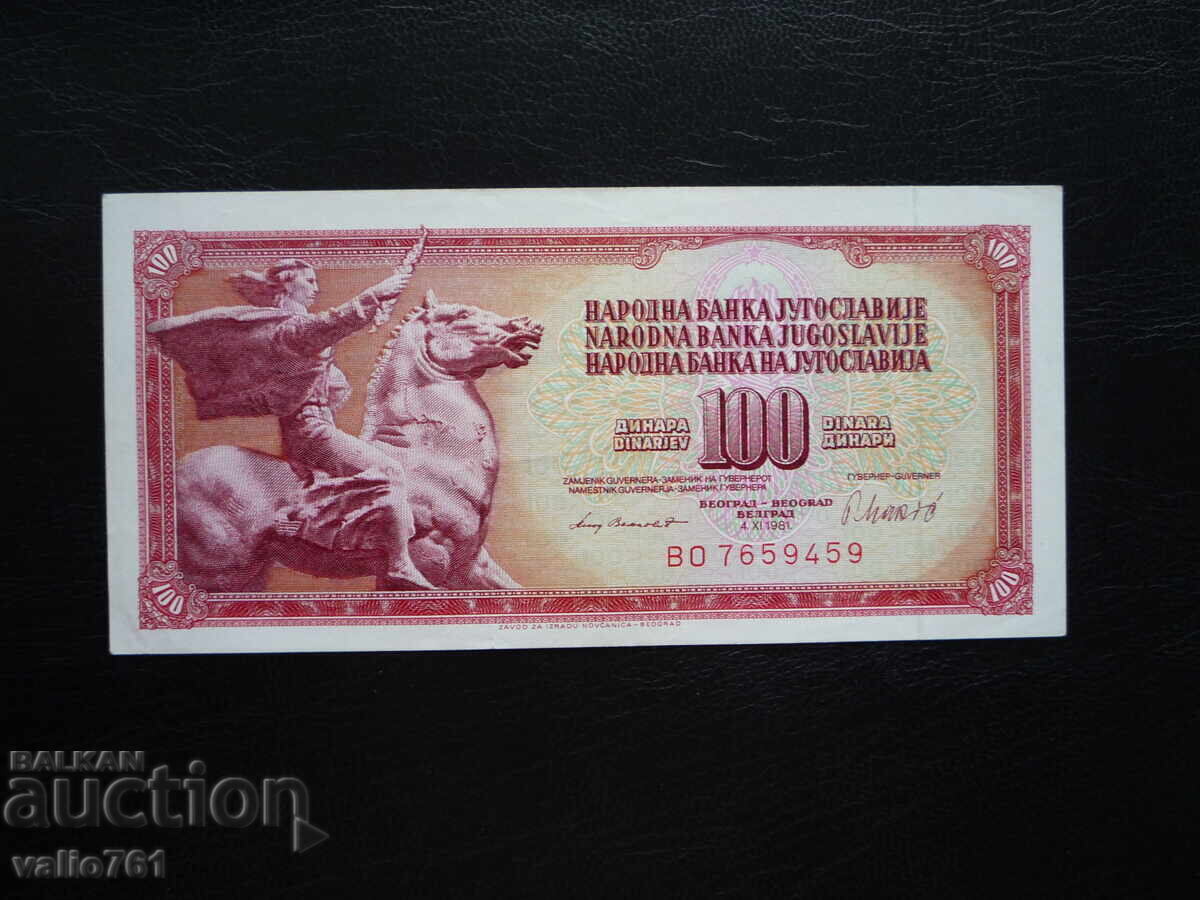 100
100
НАРОДНА БАНКА ЈУГОСЛАВИЈЕ
NARODNA BANKA JUGOSLAVIJE
НАРОДНА БАНКА НА ЈУГОСЛАВИЈА
ДИНАРА 100 DINARA
DINARJEV ДИНАРИ
ZAMJENIK GUVERNERA-ЗАМЕНИК НА ГУВЕРНЕРОТ
NAMESTNIK GUVERNERJA-ЗАМЕНИК ГУВЕРНЕРА
ГУВЕРНЕР-GUVERNER
БЕОГРАД-BEOGRAD
БЕЛГРАД
4. XI 1981.
BO 7659459
100
100
ZAVOD ZA IZRADU NOVČANICA-BEOGRAD
BALKAN
auction
valio761